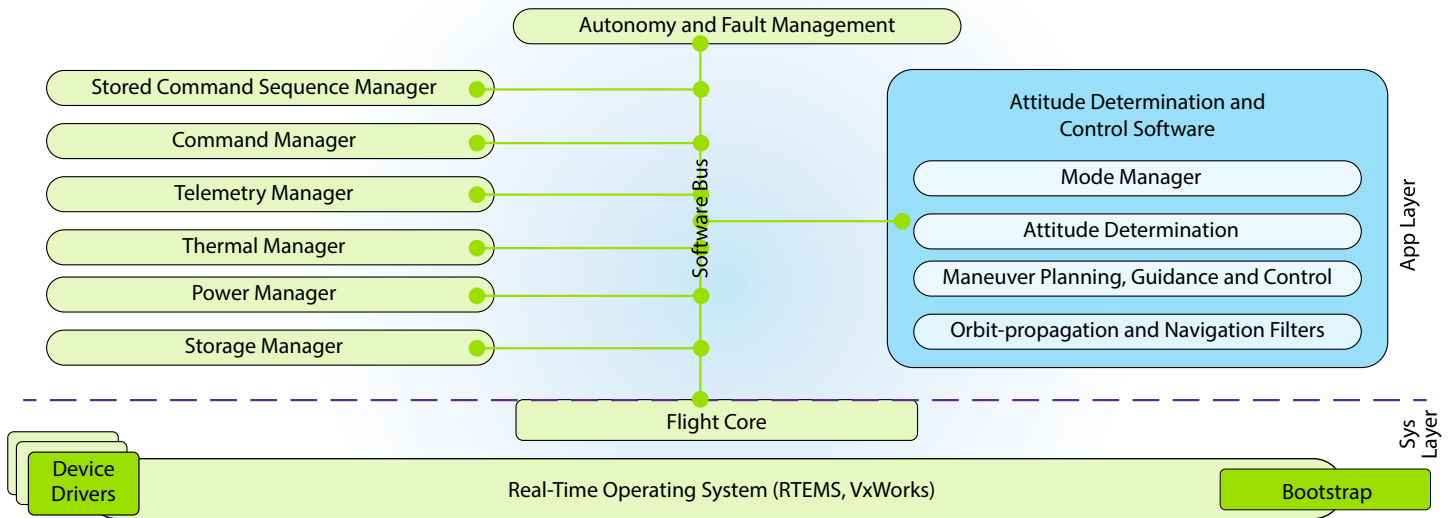 Autonomy and Fault Management
Stored Command Sequence Manager
Command Manager
Telemetry Manager
Thermal Manager
Power Manager
Storage Manager
Software Bus
Attitude Determination and
Control Software
Mode Manager
Attitude Determination
Maneuver Planning, Guidance and Control
Orbit-propagation and Navigation Filters
App Layer
Flight Core
Sys
Layer
Device
Drivers
Real-Time Operating System (RTEMS, VxWorks)
Bootstrap